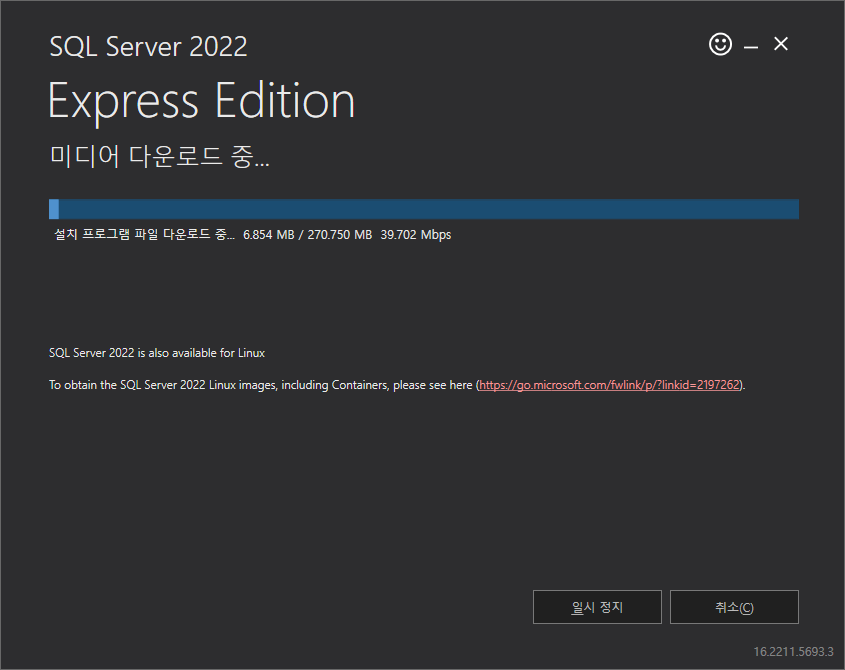 SQL Server 2022
Express Edition
미디어 다운로드 중...
설치 프로그램 파일 다운로드 중... 6.854 MB / 270.750 MB 39.702 Mbps
SQL Server 2022 is also available for Linux
To obtain the SQL Server 2022 Linux images, including Containers, please see here (https://go.microsoft.com/fwlink/p/?linkid=2197262).
일시 정지
취소(C)
16.2211.5693.3